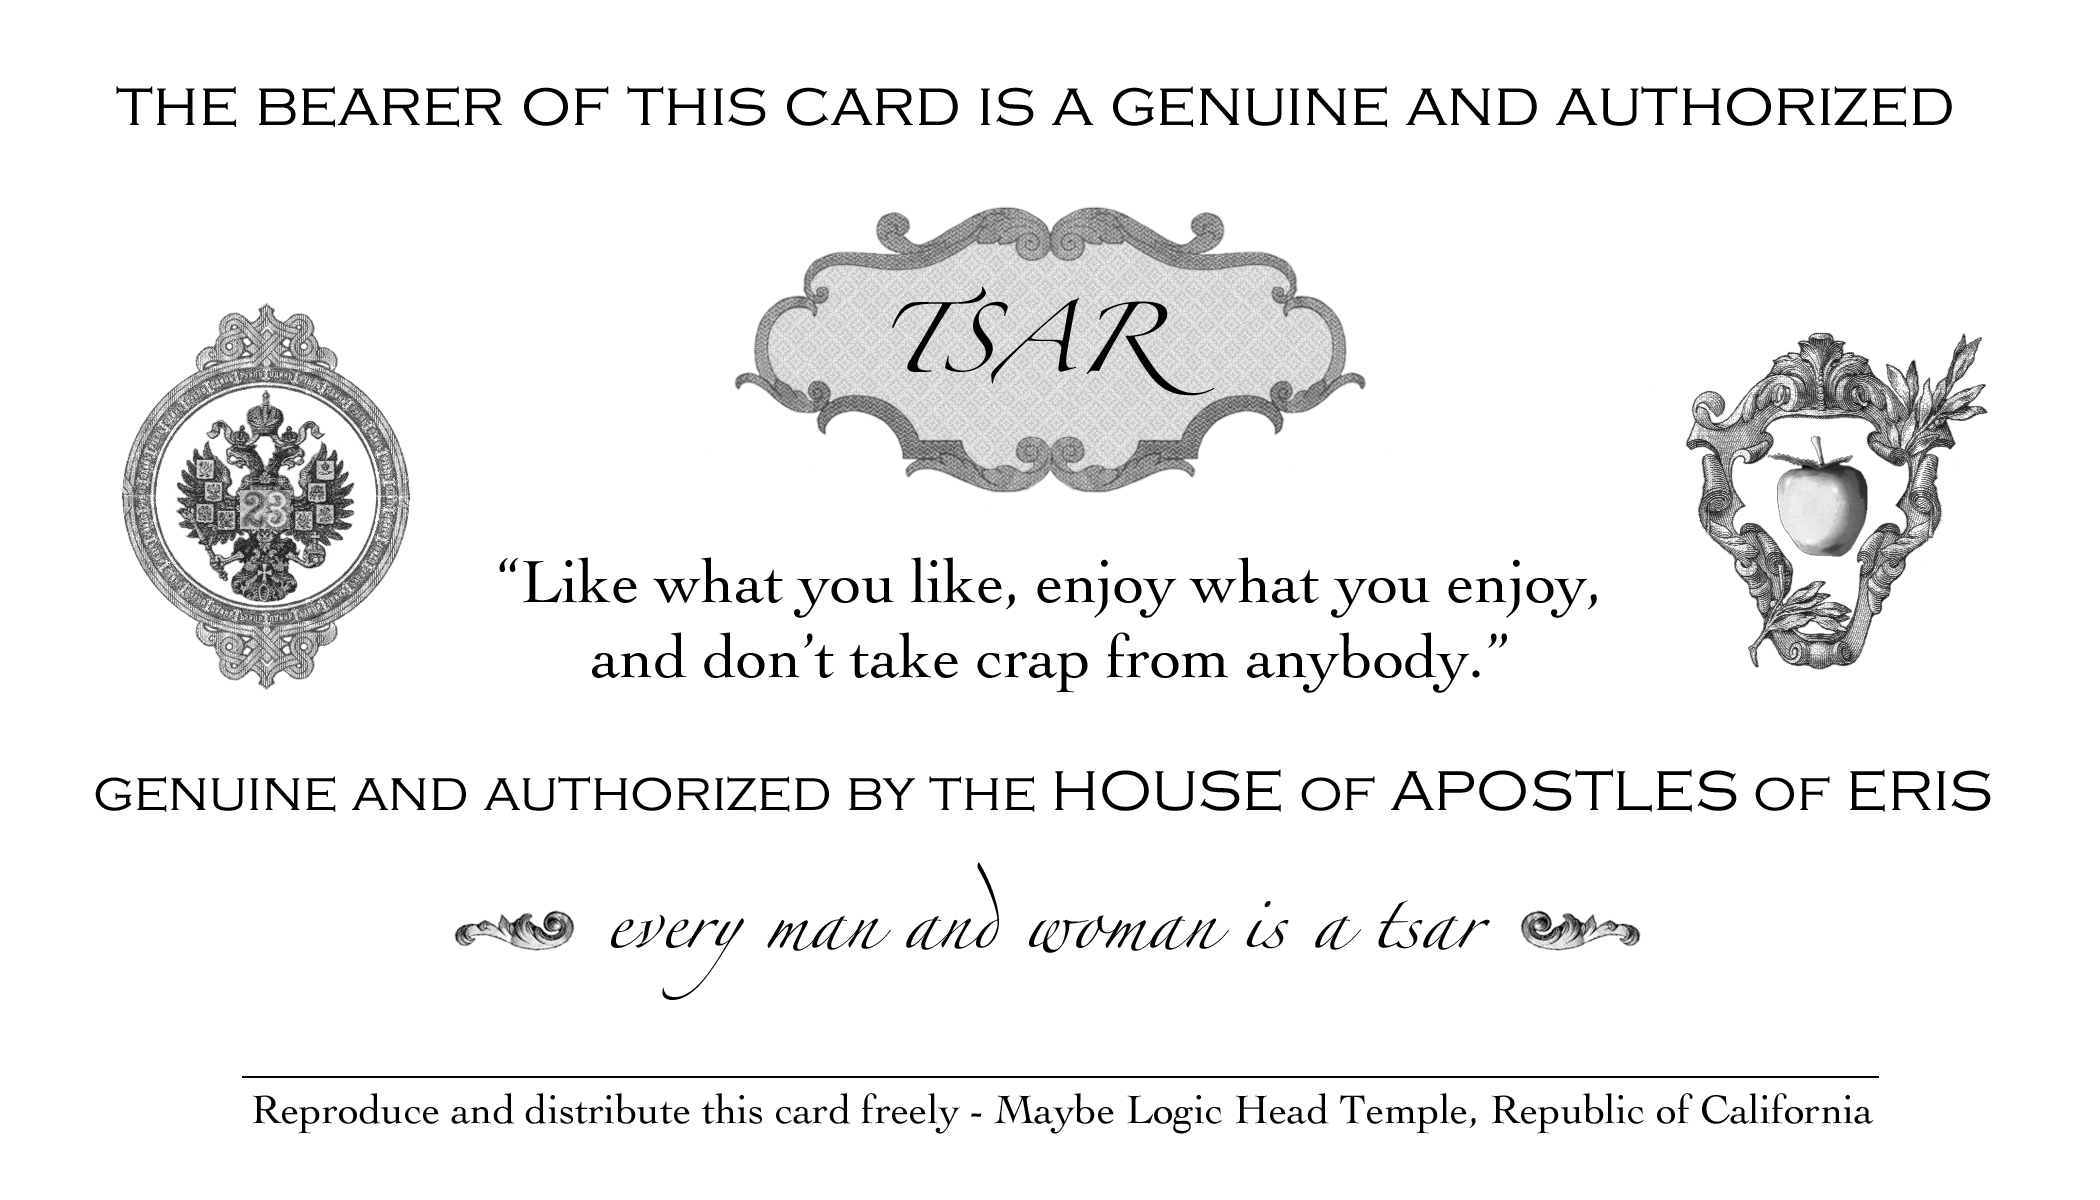 THE BEARER OF THIS CARD IS A GENUINE AND AUTHORIZED
TSAR
23
“Like what you like, enjoy what you enjoy,
and don’t take crap from anybody.”
GENUINE AND AUTHORIZED BY THE HOUSE OF APOSTLES OF ERIS
every man and woman is a tsar
Reproduce and distribute this card freely - Maybe Logic Head Temple, Republic of California